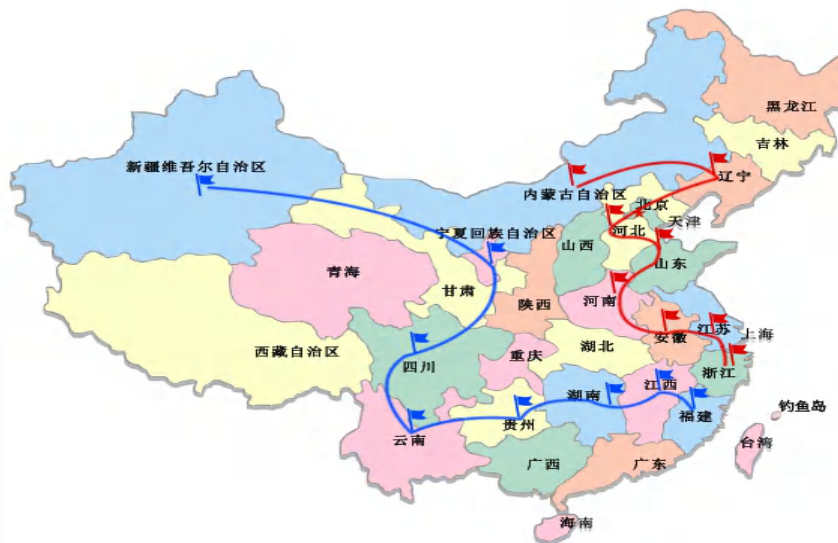 黑龙江
吉林
辽宁
新疆维吾尔自治区
内蒙古自治区
北京
天津
宁夏回族自治区
河北
山西
山东
青海
甘肃
陕西
河南
江苏
上海
安徽
西藏自治区
四川
重庆
湖北
浙江
湖南
江西
钓鱼岛
云南
贵州
福建
台湾
广西
广东
海南